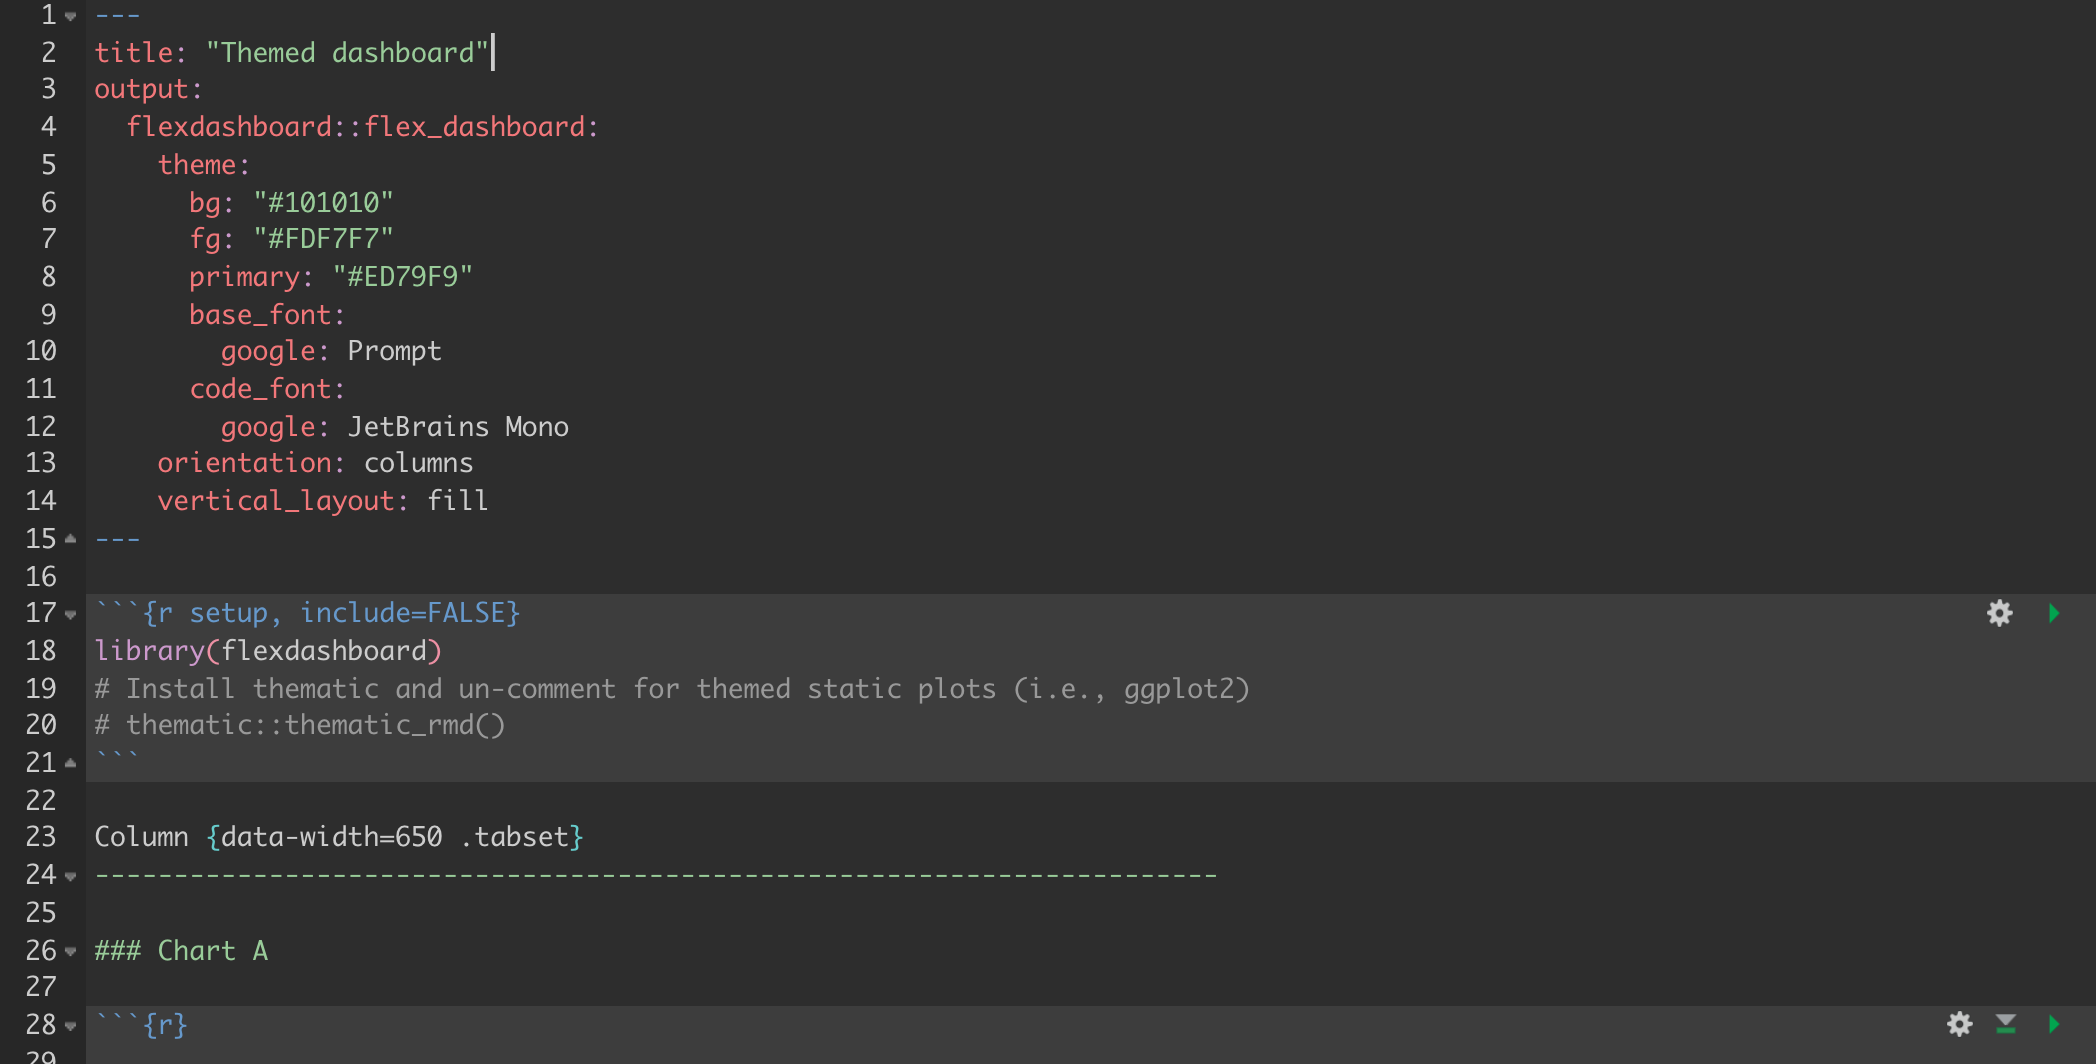 1 ---
2 title: "Themed dashboard"
3 output:
4   flexdashboard::flex_dashboard:
5     theme:
6       bg: "#101010"
7       fg: "#FDF7F7"
8       primary: "#ED79F9"
9       base_font:
10         google: Prompt
11       code_font:
12         google: JetBrains Mono
13     orientation: columns
14     vertical_layout: fill
15 ---
16
17 ```{r setup, include=FALSE}
18 library(flexdashboard)
19 # Install thematic and un-comment for themed static plots (i.e., ggplot2)
20 # thematic::thematic_rmd()
21 ```
22
23 Column {data-width=650 .tabset}
24 -----------------------------------------------------------------------
25
26 ### Chart A
27
28 ```{r}
29